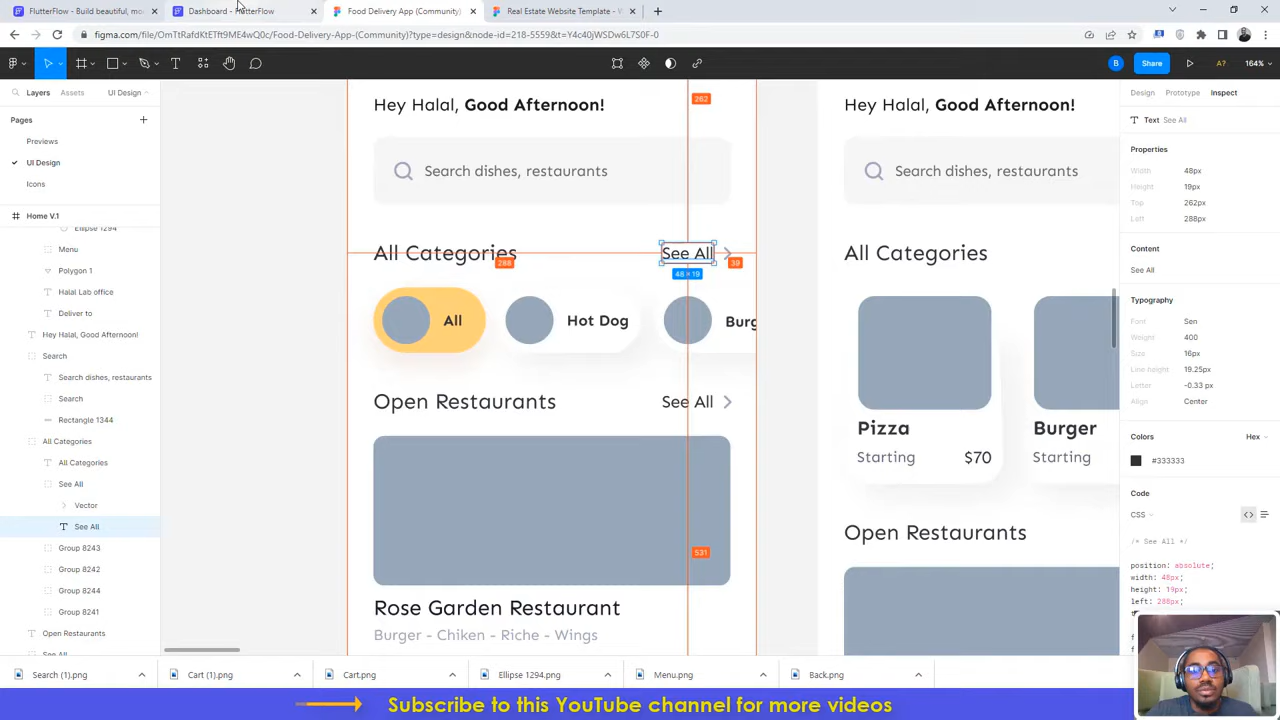 FlutterFlow - Build beautiful, mo
Dashboard - FlutterFlow
Food Delivery App (Community)
Real Estate Website Template - W
figma.com/file/OmTtRafdKtETft9ME4wQ0c/Food-Delivery-App-(Community)?type=design&node-id=218-5559&t=Y4c40jWSDw6L7S0F-0
B
Share
A?
164%
Layers
Assets
UI Design
Pages
Previews
UI Design
Icons
Home V.1
Ellipse 1294
Menu
Polygon 1
Halal Lab office
Deliver to
Hey Halal, Good Afternoon!
Search
Search dishes, restaurants
Search
Rectangle 1344
All Categories
All Categories
See All
Vector
See All
Group 8243
Group 8242
Group 8244
Group 8241
Open Restaurants
See All
Hey Halal, Good Afternoon!
262
Search dishes, restaurants
All Categories
See All
288
39
48 × 19
All
Hot Dog
Burg
Open Restaurants
See All
531
Rose Garden Restaurant
Burger - Chiken - Riche - Wings
Hey Halal, Good Afternoon!
Search dishes, restaurants
All Categories
Pizza
Starting
$70
Burger
Starting
Open Restaurants
Design
Prototype
Inspect
Text See All
Properties
Width 48px
Height 19px
Top 262px
Left 288px
Content
See All
Typography
Font Sen
Weight 400
Size 16px
Line height 19.25px
Letter -0.33 px
Align Center
Colors
Hex
#333333
Code
CSS
/* See All */
position: absolute;
width: 48px;
height: 19px;
left: 288px;
Search (1).png
Cart (1).png
Cart.png
Ellipse 1294.png
Menu.png
Back.png
Subscribe to this YouTube channel for more videos